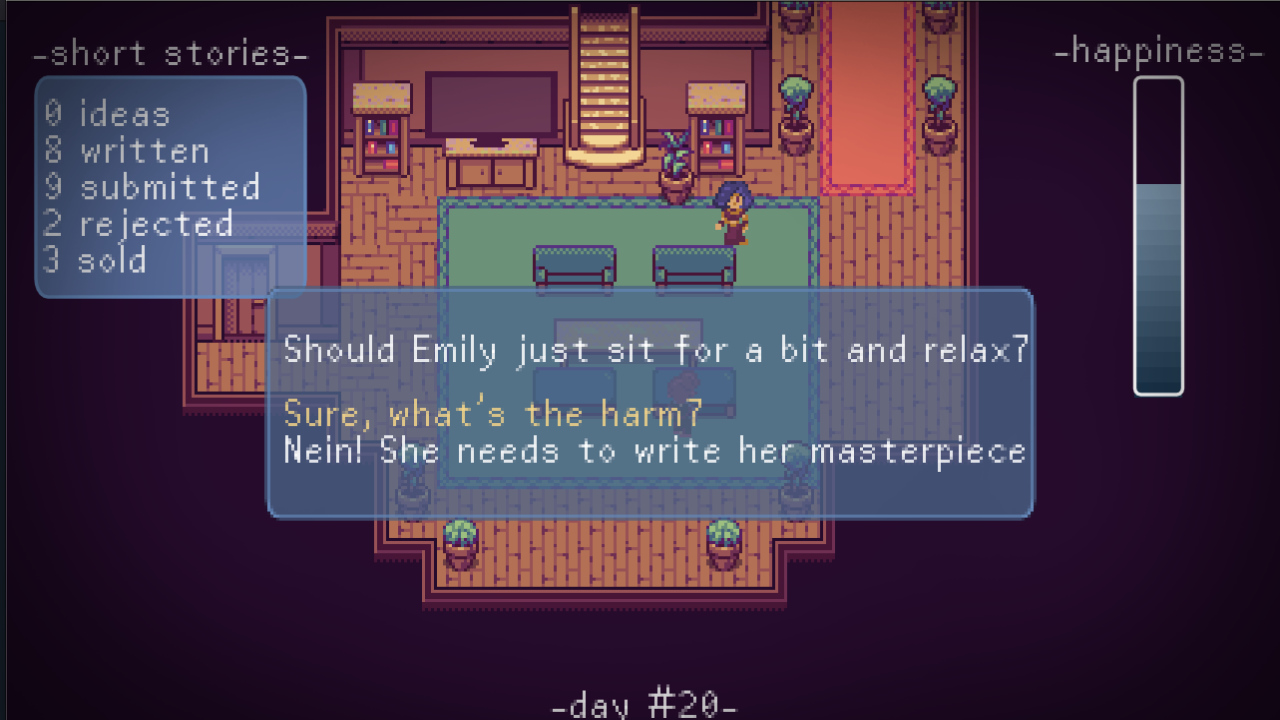 -short stories-
0 ideas
8 written
9 submitted
2 rejected
3 sold
-happiness-
Should Emily just sit for a bit and relax?
Sure, what's the harm?
Nein! She needs to write her masterpiece
-day #20-